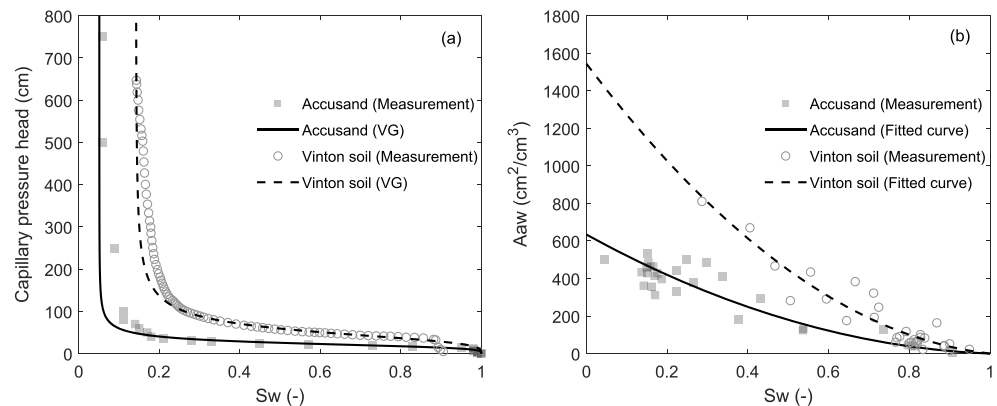 800
700
600
500
400
300
200
100
0
Capillary pressure head (cm)
(a)
Accusand (Measurement)
Accusand (VG)
Vinton soil (Measurement)
Vinton soil (VG)
0 0.2 0.4 0.6 0.8 1
Sw (-)
1800
1600
1400
1200
1000
800
600
400
200
0
Aaw (cm²/cm³)
(b)
Accusand (Measurement)
Accusand (Fitted curve)
Vinton soil (Measurement)
Vinton soil (Fitted curve)
0 0.2 0.4 0.6 0.8 1
Sw (-)